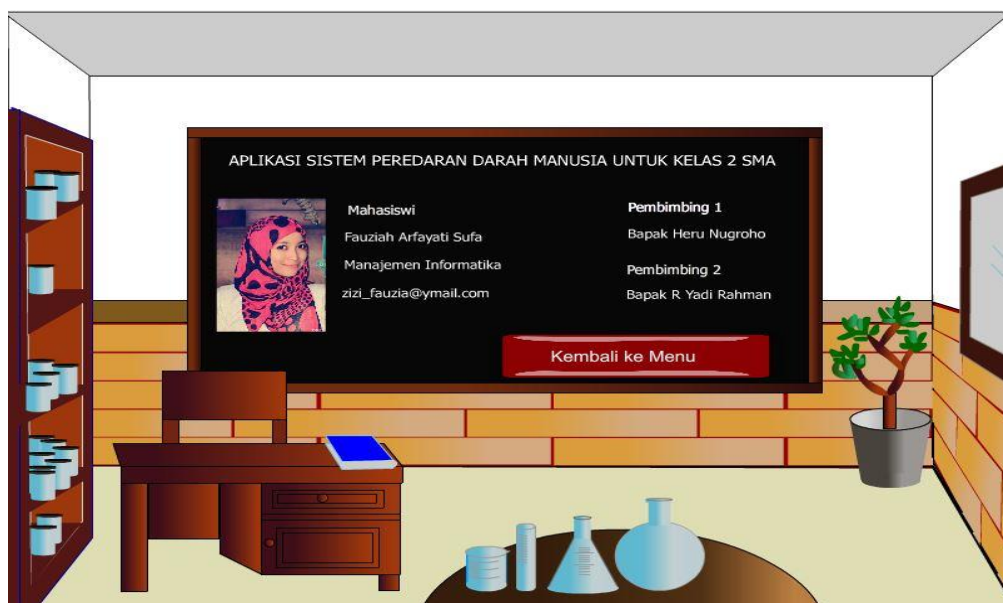 APLIKASI SISTEM PEREDARAN DARAH MANUSIA UNTUK KELAS 2 SMA
Mahasiswi
Fauziah Arfayati Sufa
Manajemen Informatika
zizi_fauzia@ymail.com
Pembimbing 1
Bapak Heru Nugroho
Pembimbing 2
Bapak R Yadi Rahman
Kembali ke Menu